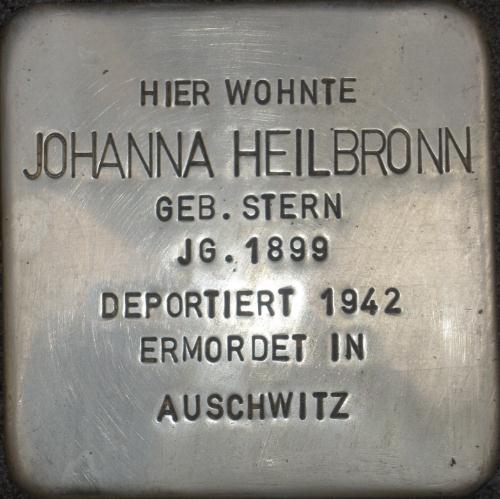 HIER WOHNTE
JOHANNA HEILBRONN
GEB. STERN
JG. 1899
DEPORTIERT 1942
ERMORDET IN
AUSCHWITZ